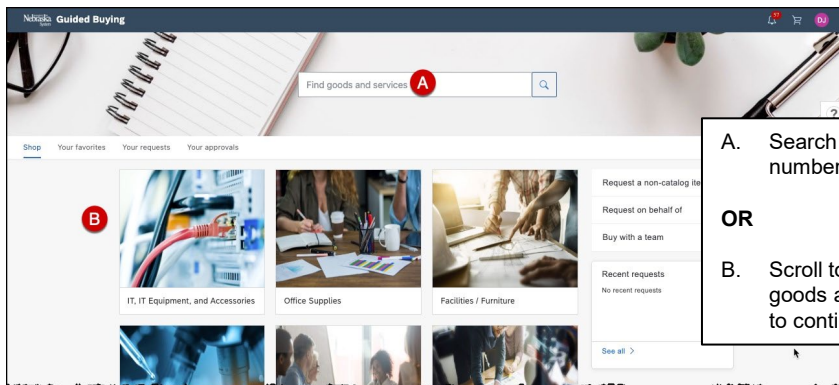 Nebraska System Guided Buying
DJ
Find goods and services A
?
Shop Your favorites Your requests Your approvals
B
IT, IT Equipment, and Accessories
Office Supplies
Facilities / Furniture
Request a non-catalog ite
Request on behalf of
Buy with a team
Recent requests
No recent requests
See all >
A. Search
number
OR
B. Scroll to
goods a
to conti